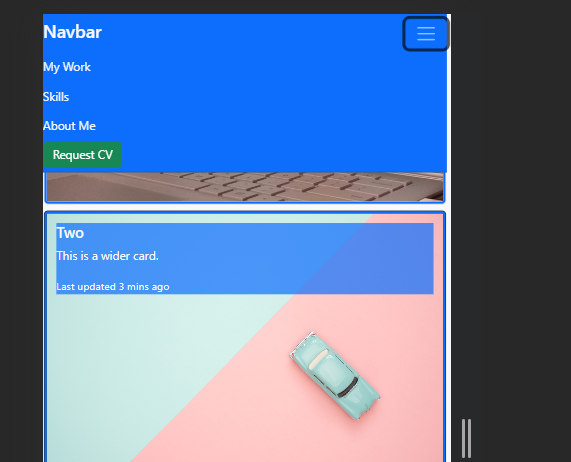 Navbar
My Work
Skills
About Me
Request CV
Two
This is a wider card.
Last updated 3 mins ago